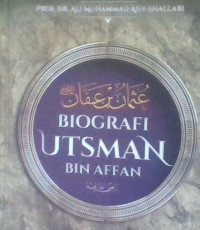 PROF. DR. ALI MUHAMMAD ASH-SHALLABI
عثمان بن عفان
BIOGRAFI
UTSMAN
BIN AFFAN